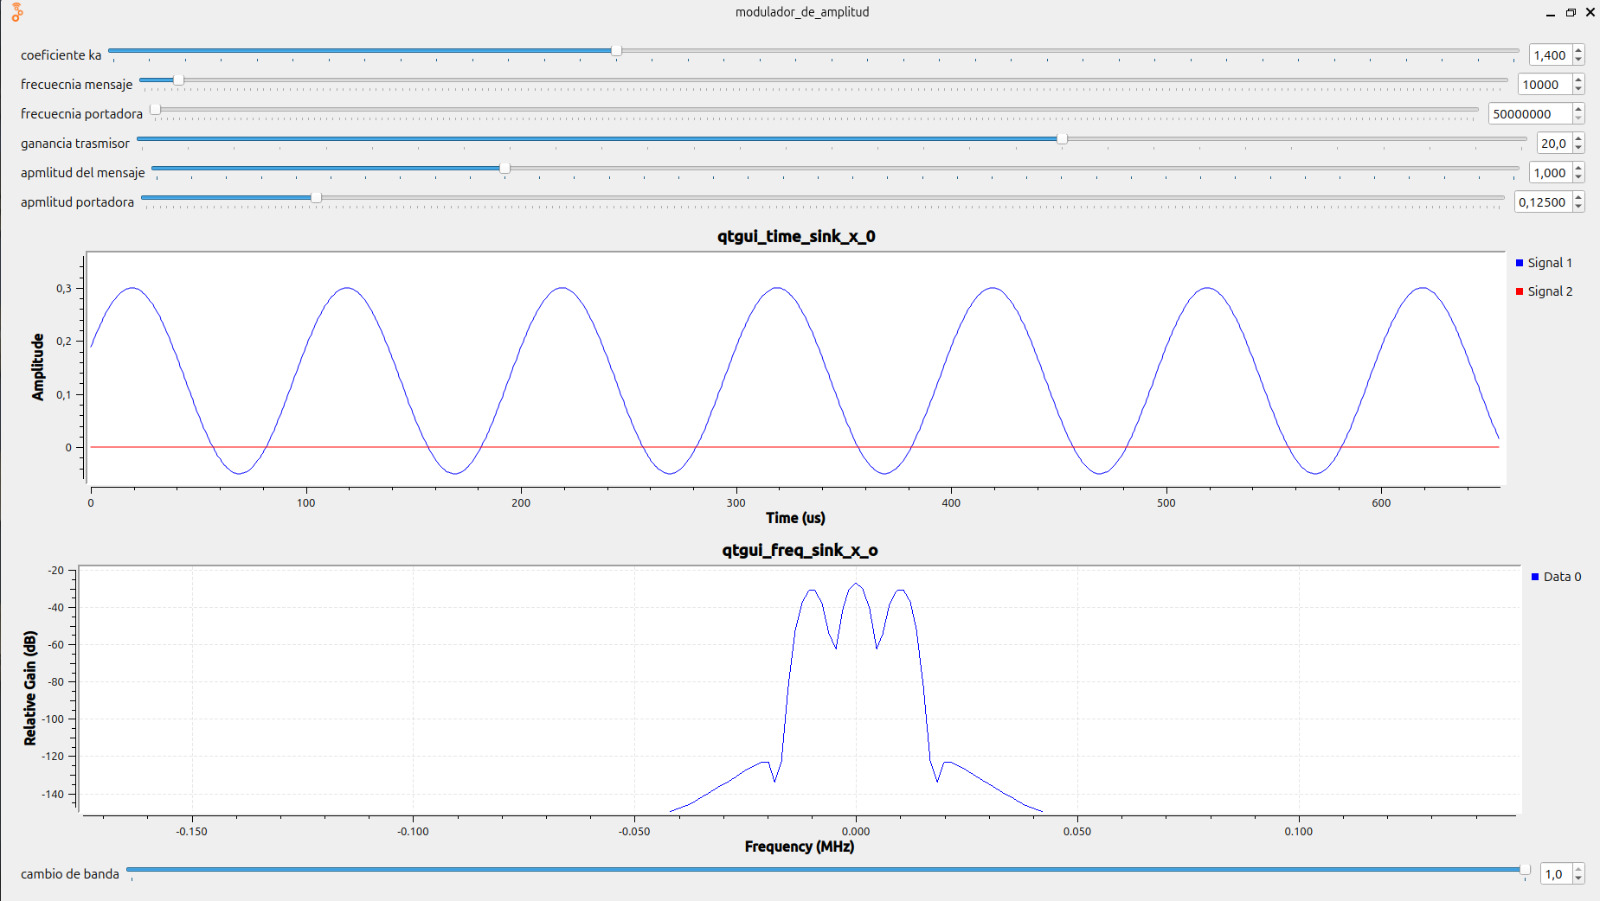 modulador_de_amplitud
coeficiente ka 1,400
frecuecnia mensaje 10000
frecuecnia portadora 50000000
ganancia trasmisor 20,0
apmlitud del mensaje 1,000
apmlitud portadora 0,12500
qtgui_time_sink_x_0
Signal 1
Signal 2
Amplitude
0,3
0,2
0,1
0
0 100 200 300 400 500 600
Time (us)
qtgui_freq_sink_x_o
Data 0
Relative Gain (dB)
-20
-40
-60
-80
-100
-120
-140
-0.150 -0.100 -0.050 0.000 0.050 0.100
Frequency (MHz)
cambio de banda 1,0